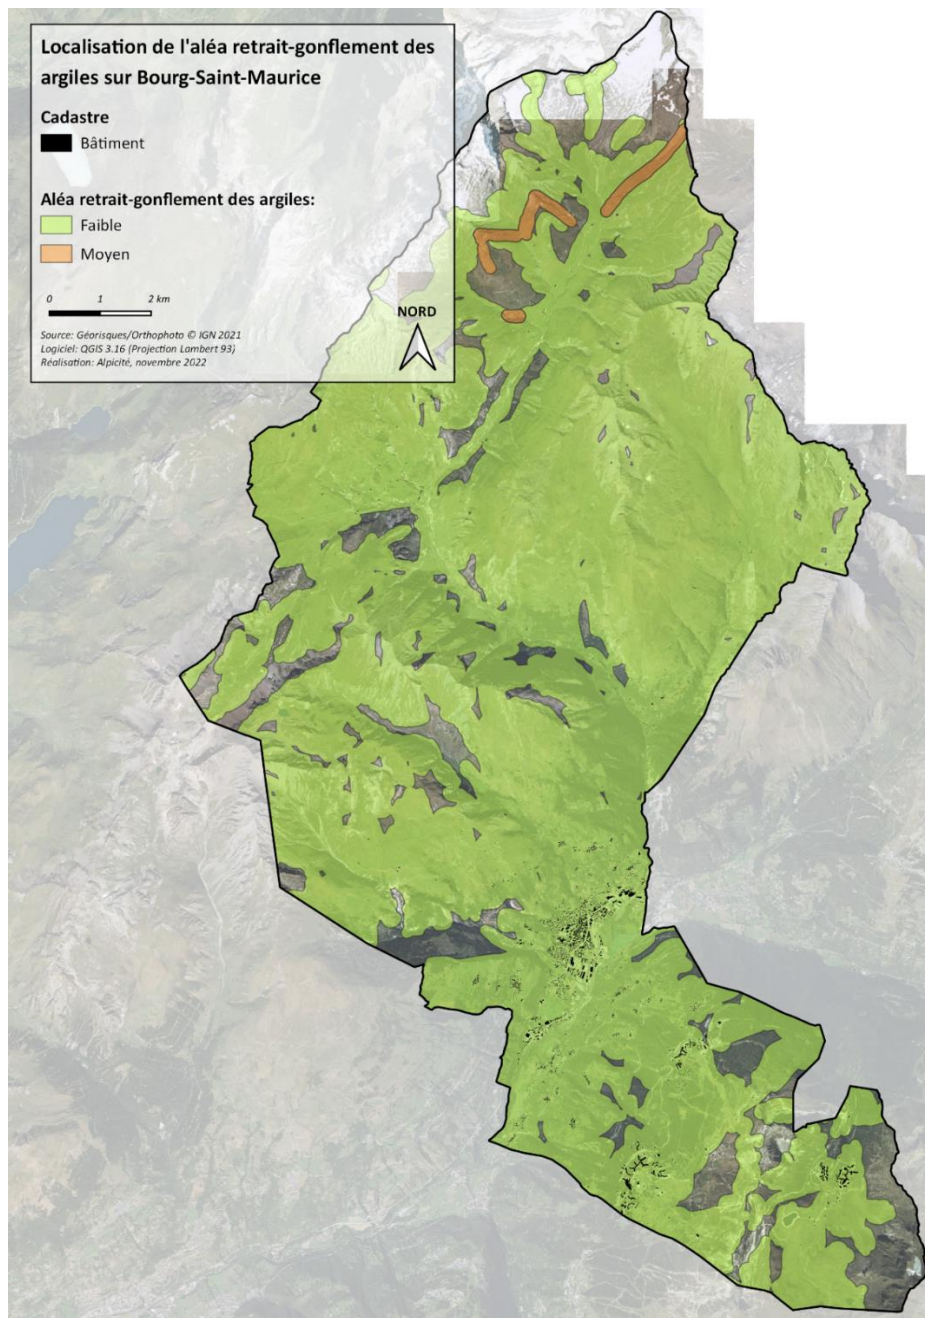 Localisation de l'aléa retrait-gonflement des
argiles sur Bourg-Saint-Maurice
Cadastre
Bâtiment
Aléa retrait-gonflement des argiles:
Faible
Moyen
0 1 2 km
NORD
Source: Géorisques/Orthophoto © IGN 2021
Logiciel: QGIS 3.16 (Projection Lambert 93)
Réalisation: Alpicité, novembre 2022